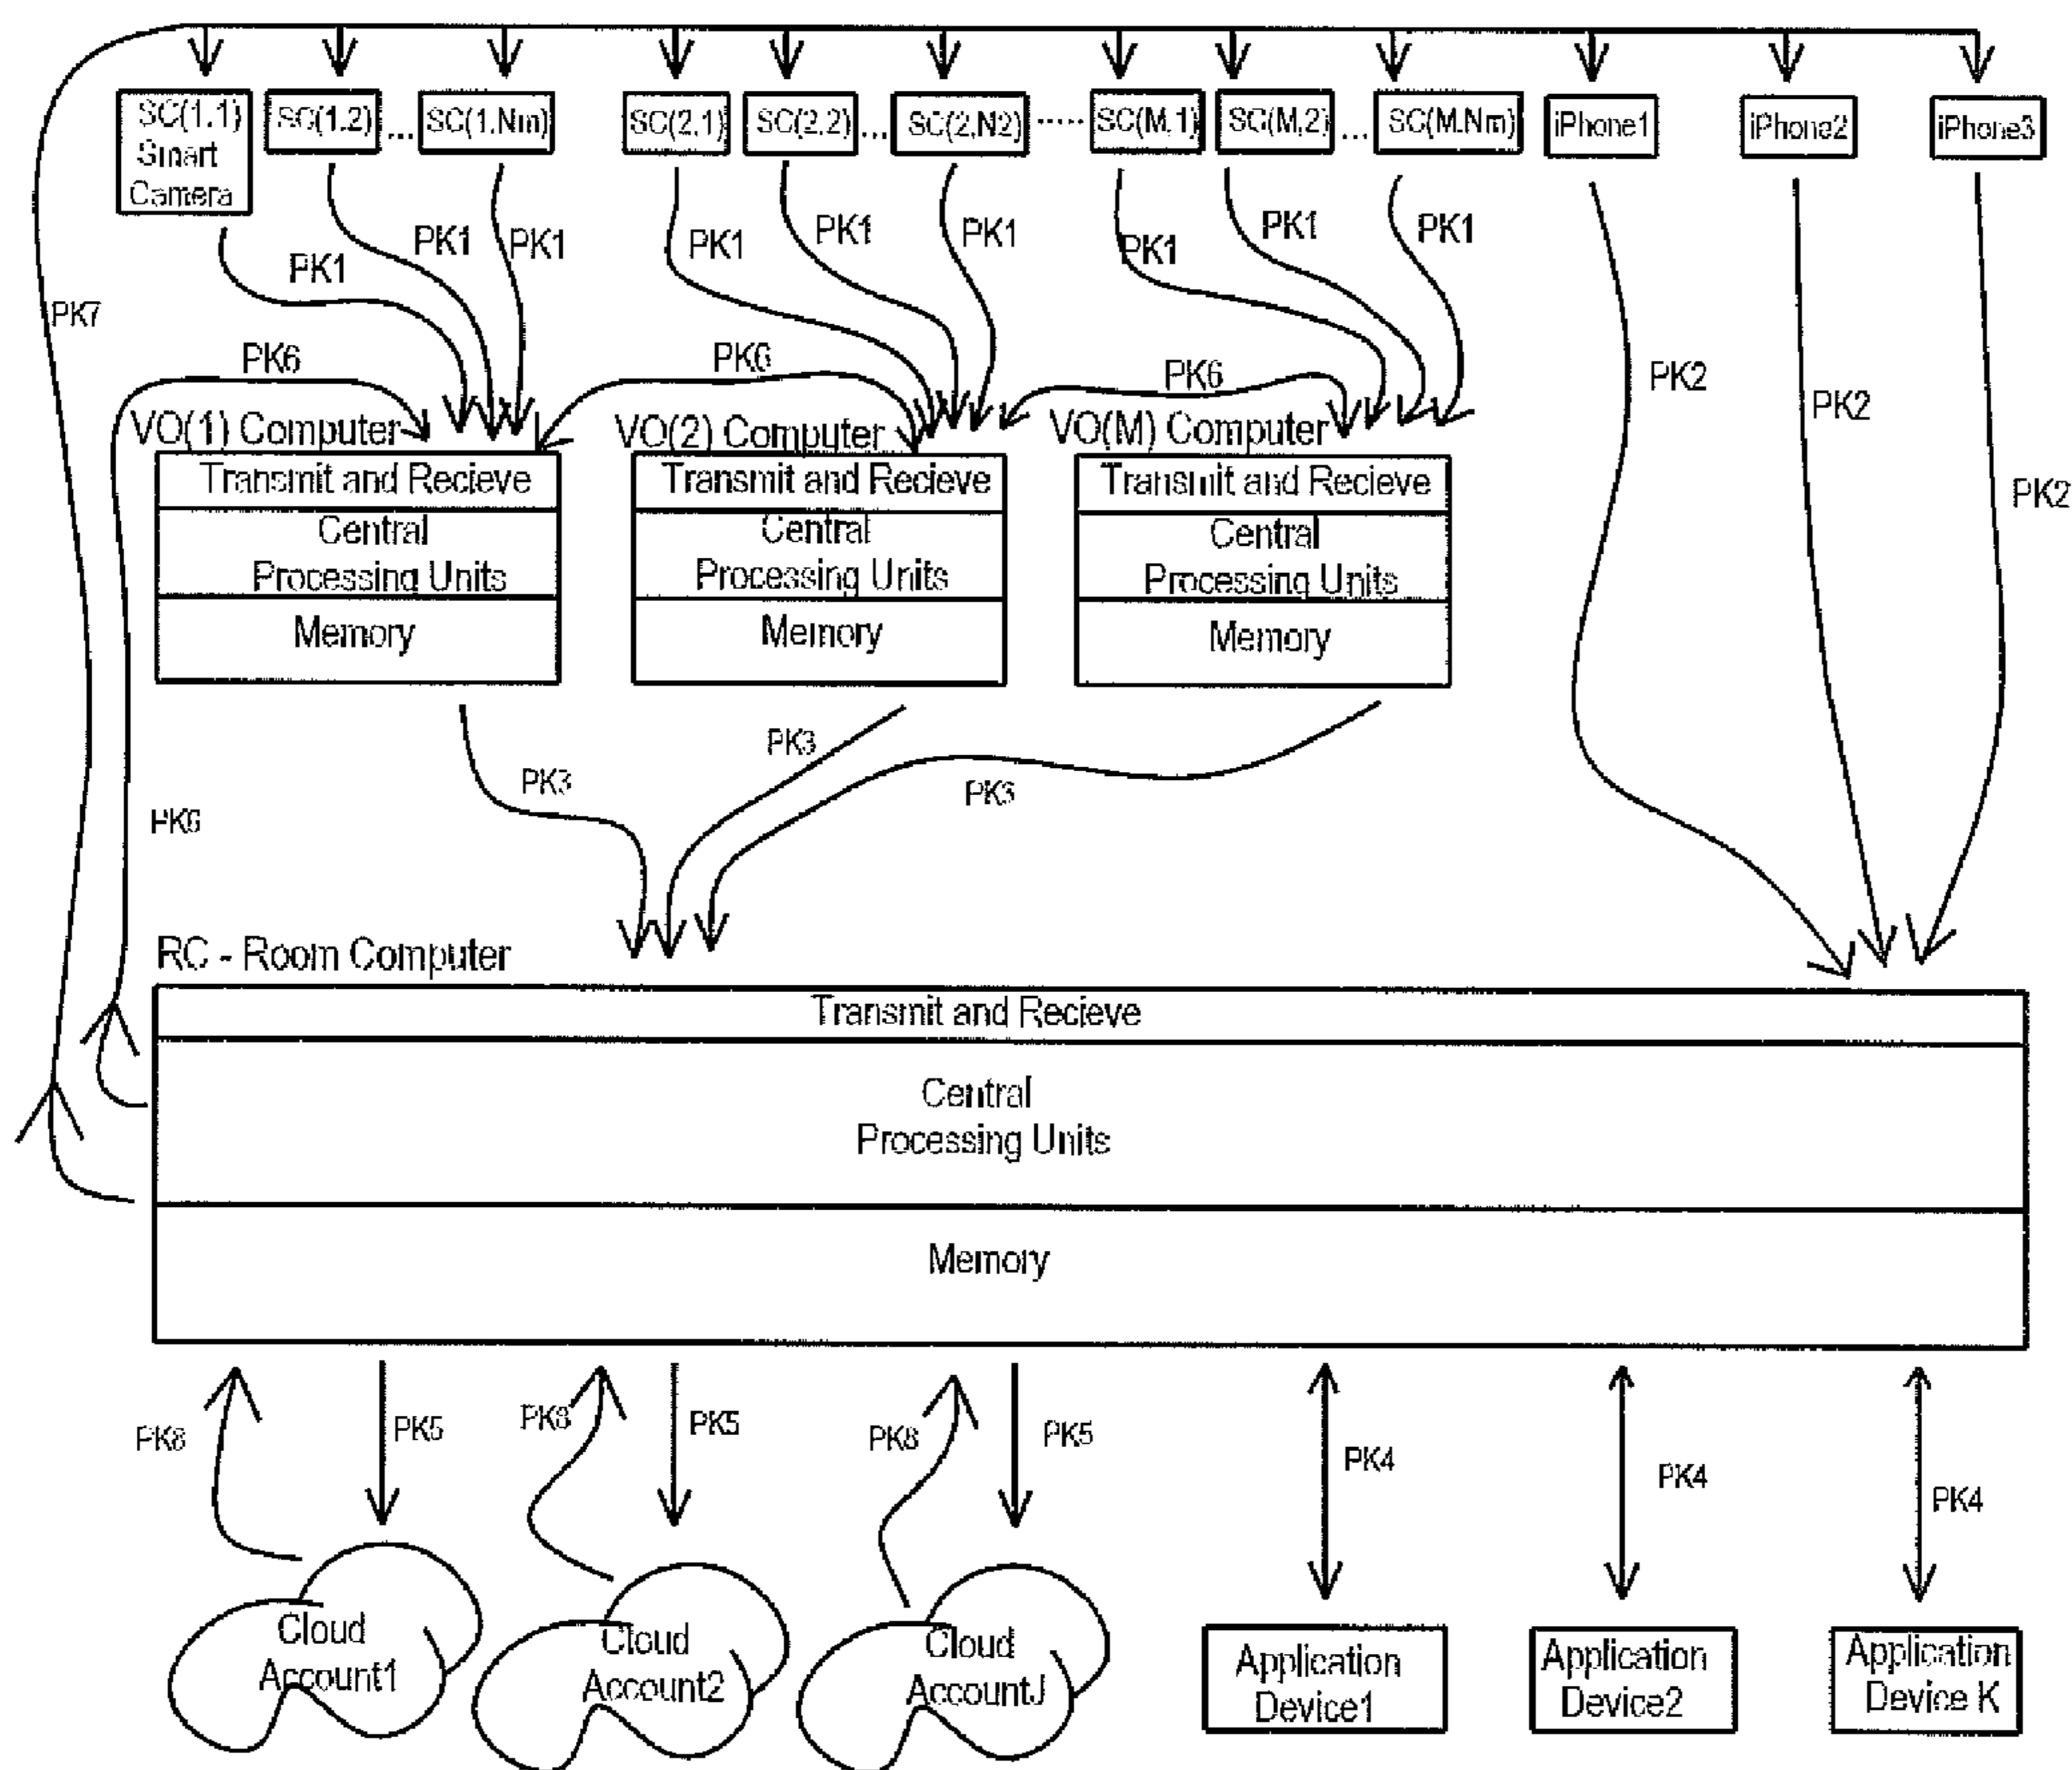 SC(1,1)
Smart
Camera
SC(1,2)
...
SC(1,Nm)
SC(2,1)
SC(2,2)
...
SC(2,N2)
.....
SC(M,1)
SC(M,2)
...
SC(M,Nm)
iPhone1
iPhone2
iPhone3
PK1
PK1
PK1
PK1
PK1
PK1
PK1
PK1
PK1
PK7
PK6
PK6
PK6
PK2
PK2
PK2
VO(1) Computer
VO(2) Computer
VO(M) Computer
Transmit and Recieve
Transmit and Recieve
Transmit and Recieve
Central
Processing Units
Central
Processing Units
Central
Processing Units
Memory
Memory
Memory
PK3
PK3
PK3
PK6
RC - Room Computer
Transmit and Recieve
Central
Processing Units
Memory
PK8
PK5
PK8
PK5
PK8
PK5
PK4
PK4
PK4
Cloud
Account1
Cloud
Account2
Cloud
AccountJ
Application
Device1
Application
Device2
Application
Device K